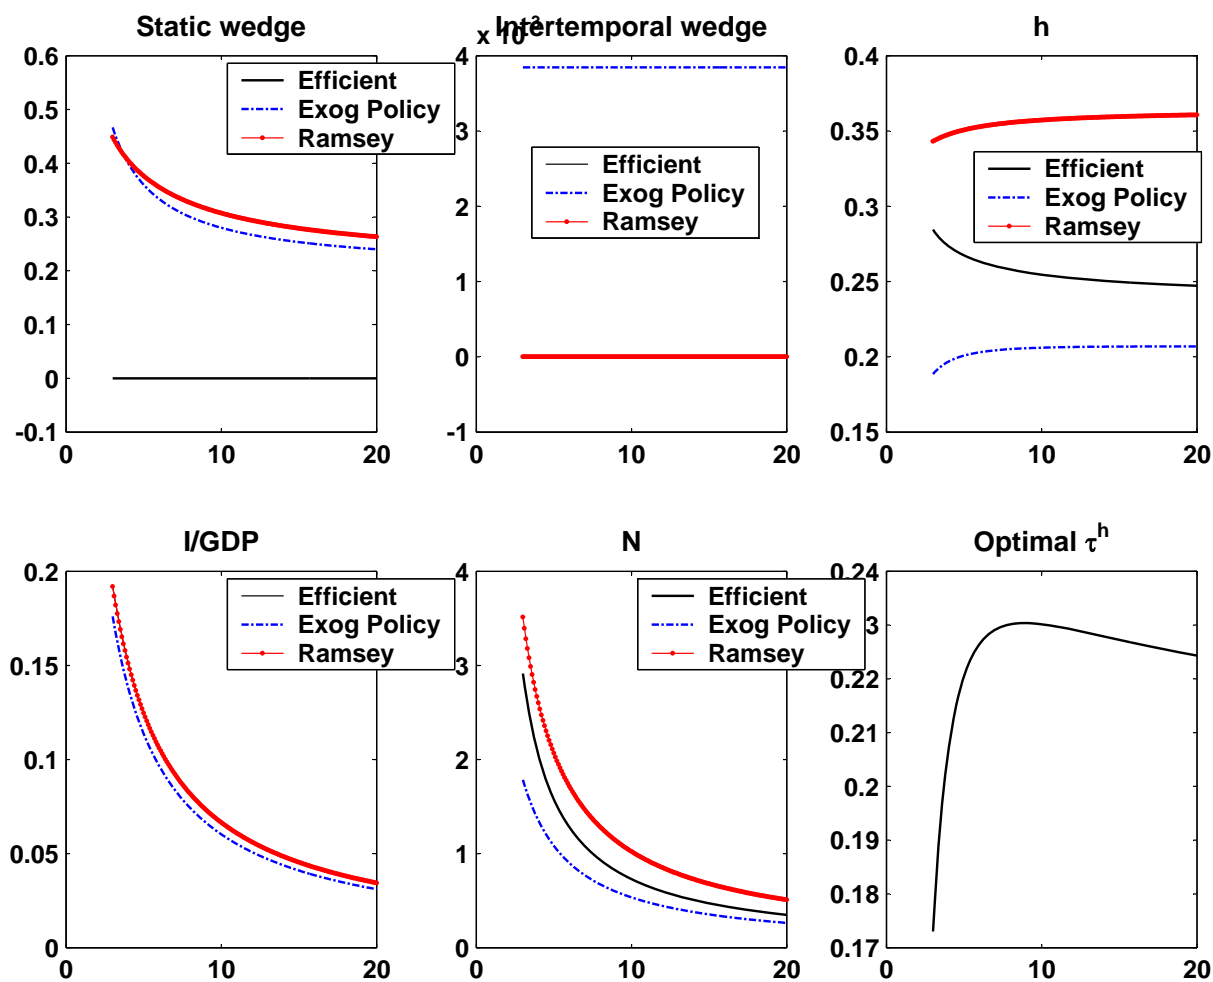 Static wedge
0.6
0.5
0.4
0.3
0.2
0.1
0
-0.1
0 10 20
Efficient
Exog Policy
Ramsey
Intertemporal wedge
x 10
4
3
2
1
0
-1
0 10 20
Efficient
Exog Policy
Ramsey
h
0.4
0.35
0.3
0.25
0.2
0.15
0 10 20
Efficient
Exog Policy
Ramsey
I/GDP
0.2
0.15
0.1
0.05
0
0 10 20
Efficient
Exog Policy
Ramsey
N
4
3
2
1
0
0 10 20
Efficient
Exog Policy
Ramsey
Optimal τ^h
0.24
3
0.22
0.21
0.2
0.19
0.18
0.17
0 10 20